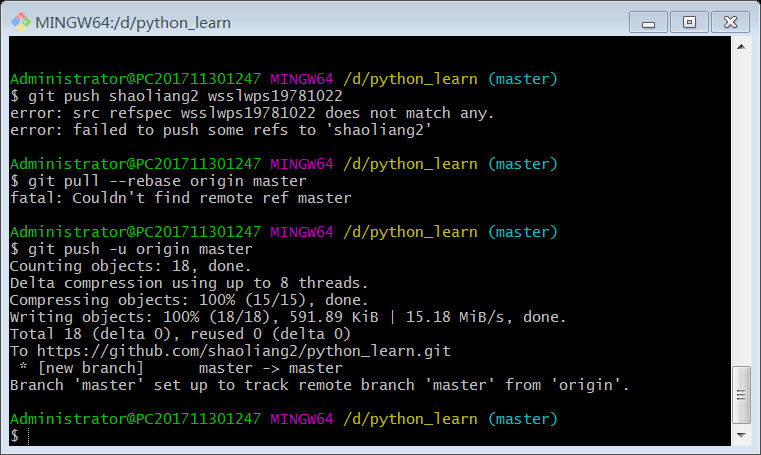 MINGW64:/d/python_learn
Administrator@PC201711301247 MINGW64 /d/python_learn (master)
$ git push shaoliang2 wsslwps19781022
error: src refspec wsslwps19781022 does not match any.
error: failed to push some refs to 'shaoliang2'
Administrator@PC201711301247 MINGW64 /d/python_learn (master)
$ git pull --rebase origin master
fatal: Couldn't find remote ref master
Administrator@PC201711301247 MINGW64 /d/python_learn (master)
$ git push -u origin master
Counting objects: 18, done.
Delta compression using up to 8 threads.
Compressing objects: 100% (15/15), done.
Writing objects: 100% (18/18), 591.89 KiB | 15.18 MiB/s, done.
Total 18 (delta 0), reused 0 (delta 0)
To https://github.com/shaoliang2/python_learn.git
 * [new branch]      master -> master
Branch 'master' set up to track remote branch 'master' from 'origin'.
Administrator@PC201711301247 MINGW64 /d/python_learn (master)
$